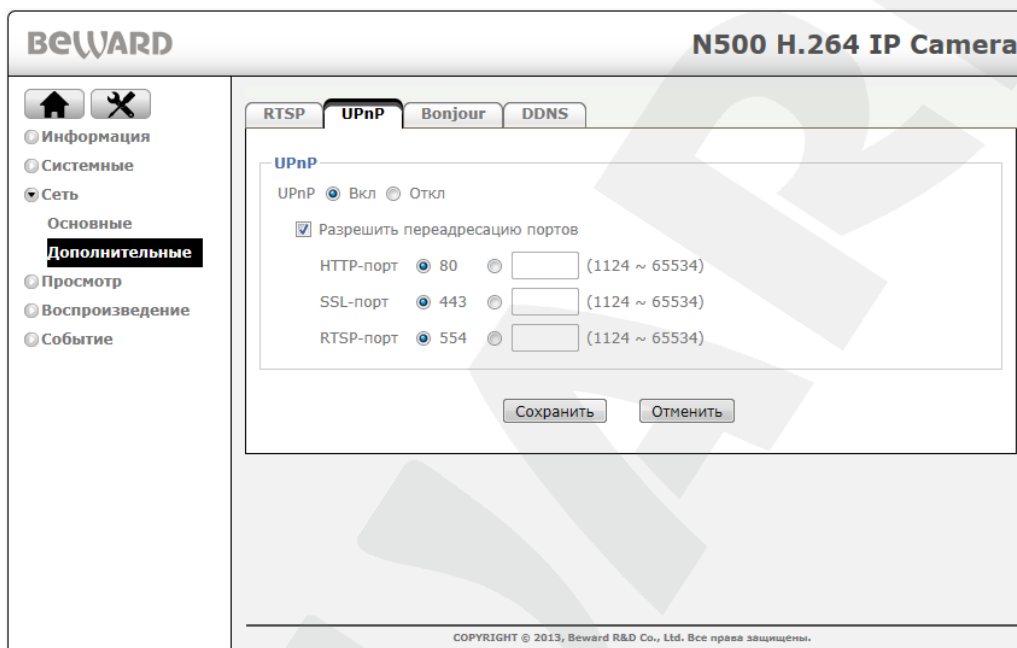 BEWARD
N500 H.264 IP Camera
Информация
Системные
Сеть
Основные
Дополнительные
Просмотр
Воспроизведение
Событие
RTSP UPnP Bonjour DDNS
UPnP
UPnP Вкл Откл
Разрешить переадресацию портов
HTTP-порт 80 (1124 ~ 65534)
SSL-порт 443 (1124 ~ 65534)
RTSP-порт 554 (1124 ~ 65534)
Сохранить Отменить
COPYRIGHT © 2013, Beward R&D Co., Ltd. Все права защищены.